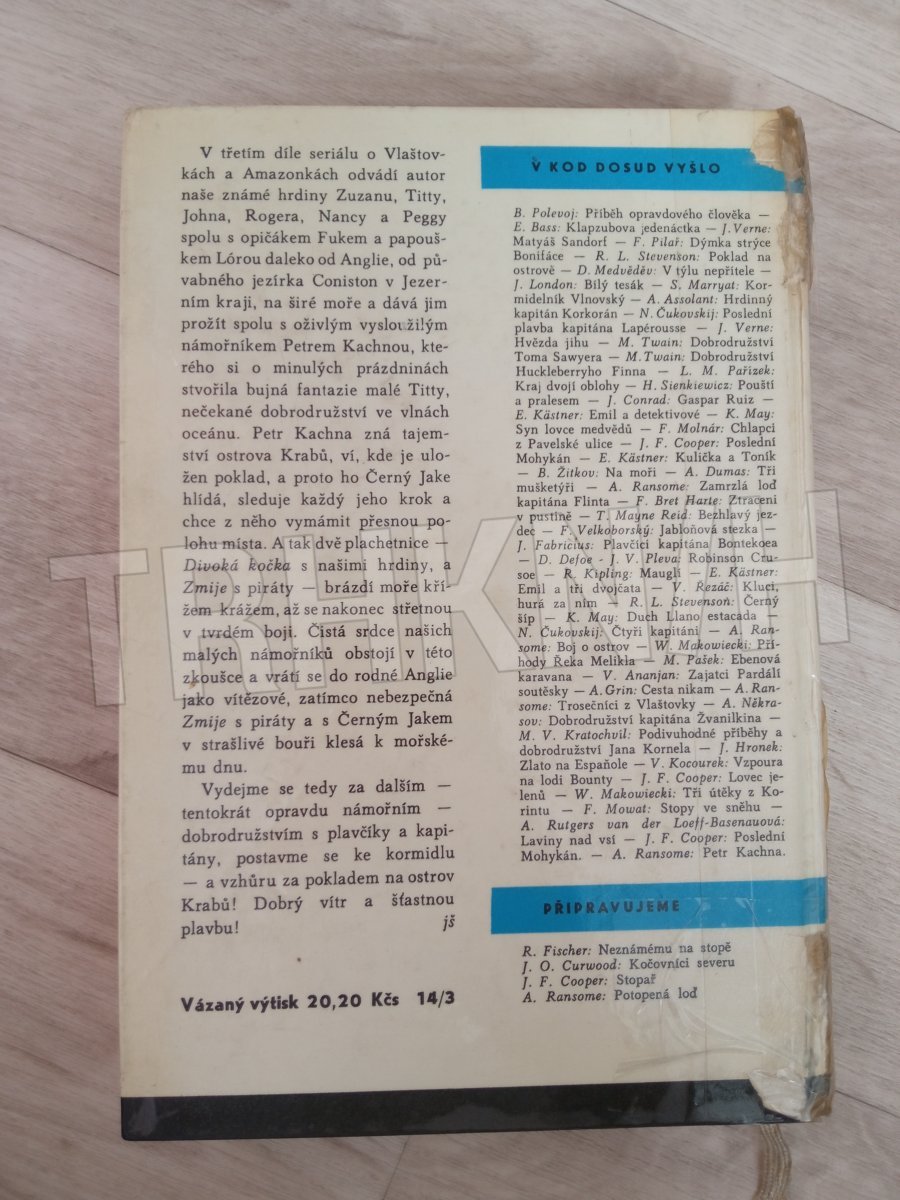 V třetím díle seriálu o Vlaštov-
kách a Amazonkách odvádí autor
naše známé hrdiny Zuzanu, Titty,
Johna, Rogera, Nancy a Peggy
spolu s opičákem Fukem a papouš-
kem Lórou daleko od Anglie, od pů-
vabného jezírka Coniston v Jezer-
ním kraji, na širé moře a dává jim
prožít spolu s oživlým vysloužilým
námořníkem Petrem Kachnou, kte-
rého si o minulých prázdninách
stvořila bujná fantazie malé Titty,
nečekané dobrodružství ve vlnách
oceánu. Petr Kachna zná tajem-
ství ostrova Krabů, ví, kde je ulo-
žen poklad, a proto ho Černý Jake
hlídá, sleduje každý jeho krok a
chce z něho vymámit přesnou po-
lohu místa. A tak dvě plachetnice —
Divoká kočka s našimi hrdiny, a
Zmije s piráty — brázdí moře kří-
žem krážem, až se nakonec střetnou
v tvrdém boji. Čistá srdce našich
malých námořníků obstojí v této
zkoušce a vrátí se do rodné Anglie
jako vítězové, zatímco nebezpečná
Zmije s piráty a s Černým Jakem
v strašlivé bouři klesá k mořské-
mu dnu.
Vydejme se tedy za dalším —
tentokrát opravdu námořním —
dobrodružstvím s plavčíky a kapi-
tány, postavme se ke kormidlu
— a vzhůru za pokladem na ostrov
Krabů! Dobrý vítr a šťastnou
plavbu! jš
Vázaný výtisk 20,20 Kčs 14/3
V KOD DOSUD VYŠLO
B. Polevoj: Příběh opravdového člověka —
E. Bass: Klapzubova jedenáctka — J. Verne:
Matyáš Sandorf — F. Pilař: Dýmka strýce
Bonifáce — R. L. Stevenson: Poklad na
ostrově — D. Medvěděv: V týlu nepřítele —
J. London: Bílý tesák — S. Marryat: Kor-
midelník Vlnovský — A. Assolant: Hrdinný
kapitán Korkorán — N. Čukovskij: Poslední
plavba kapitána Lapérousse — J. Verne:
Hvězda jihu — M. Twain: Dobrodružství
Toma Sawyera — M. Twain: Dobrodružství
Huckleberryho Finna — L. M. Pařízek:
Kraj dvojí oblohy — H. Sienkiewicz: Pouští
a pralesem — J. Conrad: Gaspar Ruiz —
E. Kästner: Emil a detektivové — K. May:
Syn lovce medvědů — F. Molnár: Chlapci
z Pavelské ulice — J. F. Cooper: Poslední
Mohykán — E. Kästner: Kulička a Toník
— B. Žitkov: Na moři — A. Dumas: Tři
mušketýři — A. Ransome: Zamrzlá loď
kapitána Flinta — F. Bret Harte: Ztraceni
v pustině — T. Mayne Reid: Bezhlavý jez-
dec — F. Velkoborský: Jabloňová stezka —
J. Fabricius: Plavčíci kapitána Bontekoea
— D. Defoe - J. V. Pleva: Robinson Cru-
soe — R. Kipling: Mauglí — E. Kästner:
Emil a tři dvojčata — V. Řezáč: Kluci,
hurá za ním — R. L. Stevenson: Černý
šíp — K. May: Duch Llano estacada —
N. Čukovskij: Čtyři kapitáni — A. Ran-
some: Boj o ostrov — W. Makowiecki: Pří-
hody Řeka Melikla — M. Pašek: Ebenová
karavana — V. Ananjan: Zajatci Pardálí
soutěsky — A. Grin: Cesta nikam — A. Ran-
some: Trosečníci z Vlaštovky — A. Někra-
sov: Dobrodružství kapitána Žvanilkina —
M. V. Kratochvíl: Podivuhodné příběhy a
dobrodružství Jana Kornela — J. Hronek:
Zlato na Españole — V. Kocourek: Vzpoura
na lodi Bounty — J. F. Cooper: Lovec je-
lenů — W. Makowiecki: Tři útěky z Ko-
rintu — F. Mowat: Stopy ve sněhu —
A. Rutgers van der Loeff-Basenauová:
Laviny nad vsí — J. F. Cooper: Poslední
Mohykán. — A. Ransome: Petr Kachna.
PŘIPRAVUJEME
R. Fischer: Neznámému na stopě
J. O. Curwood: Kočovníci severu
J. F. Cooper: Stopař
A. Ransome: Potopená loď